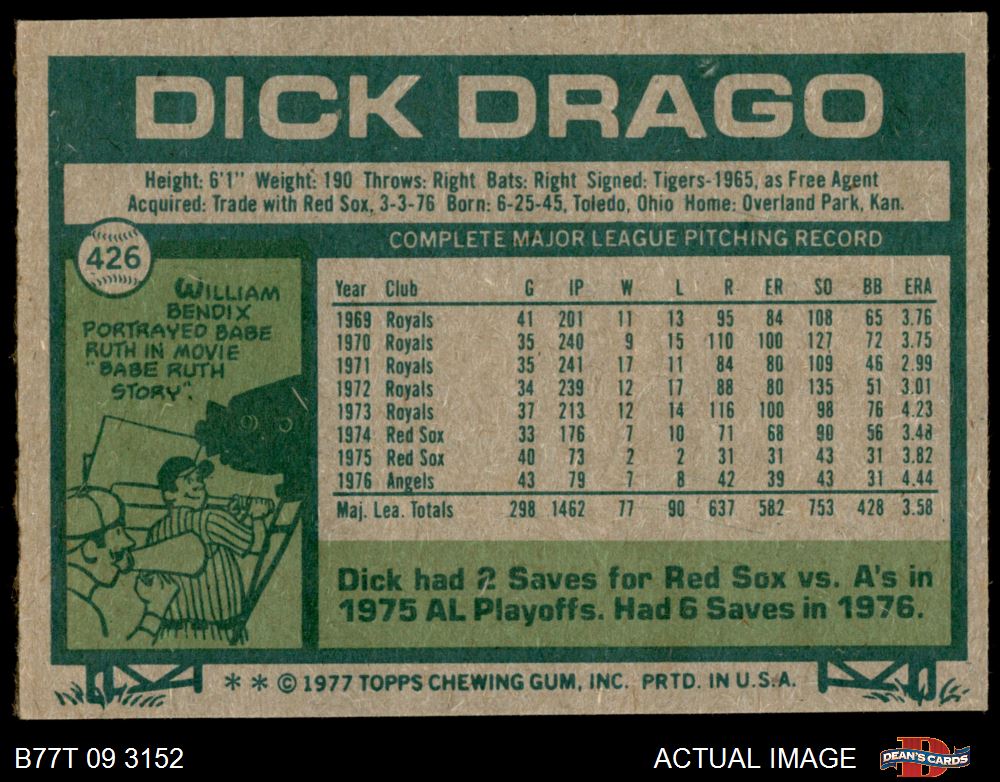 DICK DRAGO
Height: 6'1" Weight: 190 Throws: Right Bats: Right Signed: Tigers-1965, as Free Agent
Acquired: Trade with Red Sox, 3-3-76 Born: 6-25-45, Toledo, Ohio Home: Overland Park, Kan.
426
WILLIAM
BENDIX
PORTRAYED BABE
RUTH IN MOVIE
"BABE RUTH
STORY".
COMPLETE MAJOR LEAGUE PITCHING RECORD
Year Club G IP W L R ER SO BB ERA
1969 Royals 41 201 11 13 95 84 108 65 3.76
1970 Royals 35 240 9 15 110 100 127 72 3.75
1971 Royals 35 241 17 11 84 80 109 46 2.99
1972 Royals 34 239 12 17 88 80 135 51 3.01
1973 Royals 37 213 12 14 116 100 98 76 4.23
1974 Red Sox 33 176 7 10 71 68 90 56 3.48
1975 Red Sox 40 73 2 2 31 31 43 31 3.82
1976 Angels 43 79 7 8 42 39 43 31 4.44
Maj. Lea. Totals 298 1462 77 90 637 582 753 428 3.58
Dick had 2 Saves for Red Sox vs. A's in
1975 AL Playoffs. Had 6 Saves in 1976.
* * © 1977 TOPPS CHEWING GUM, INC. PRTD. IN U.S.A.
B77T 09 3152 ACTUAL IMAGE DEAN'S CARDS